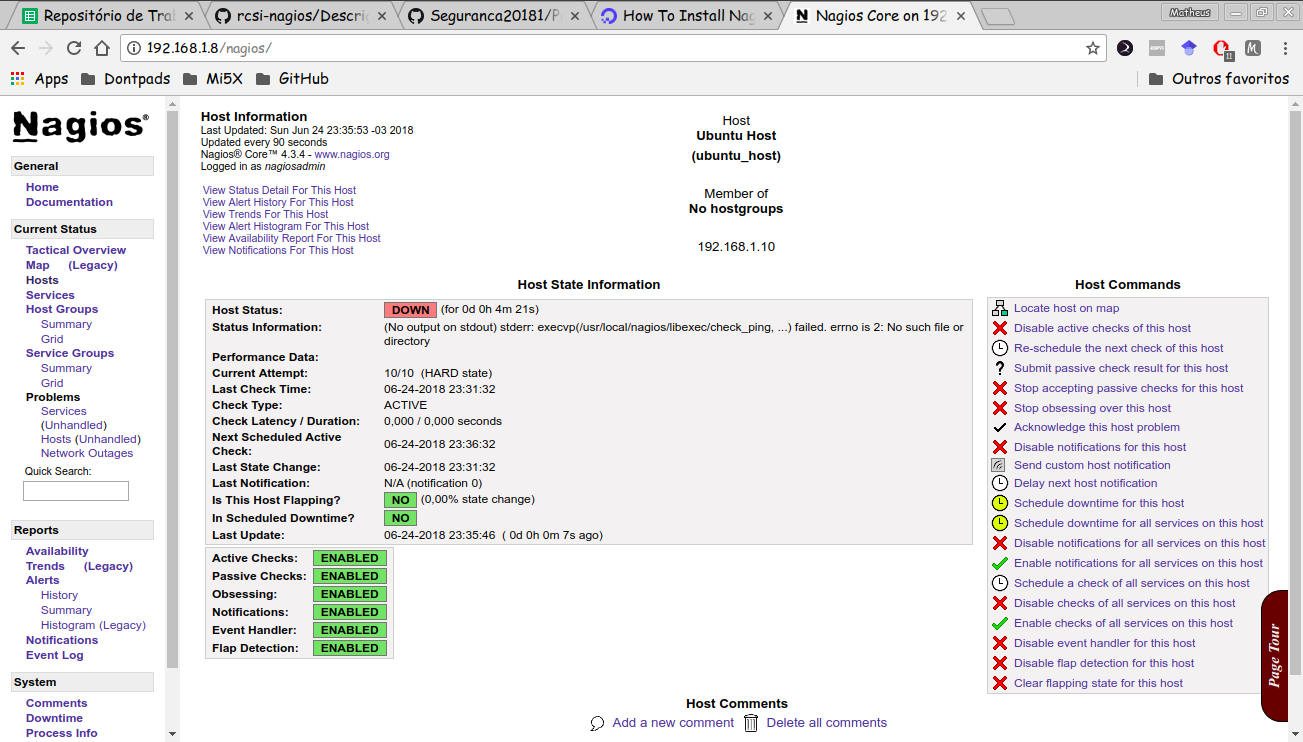 Repositório de Tra
rcsi-nagios/Descri
Seguranca20181/P
How To Install Nag
Nagios Core on 192
Matheus
192.168.1.8/nagios/
11
Apps
Dontpads
Mi5X
GitHub
Outros favoritos
Nagios®
General
Home
Documentation
Current Status
Tactical Overview
Map (Legacy)
Hosts
Services
Host Groups
Summary
Grid
Service Groups
Summary
Grid
Problems
Services
(Unhandled)
Hosts (Unhandled)
Network Outages
Quick Search:
Reports
Availability
Trends (Legacy)
Alerts
History
Summary
Histogram (Legacy)
Notifications
Event Log
System
Comments
Downtime
Process Info
Host Information
Last Updated: Sun Jun 24 23:35:53 -03 2018
Updated every 90 seconds
Nagios® Core™ 4.3.4 - www.nagios.org
Logged in as nagiosadmin
View Status Detail For This Host
View Alert History For This Host
View Trends For This Host
View Alert Histogram For This Host
View Availability Report For This Host
View Notifications For This Host
Host
Ubuntu Host
(ubuntu_host)
Member of
No hostgroups
192.168.1.10
Host State Information
Host Status: DOWN (for 0d 0h 4m 21s)
Status Information: (No output on stdout) stderr: execvp(/usr/local/nagios/libexec/check_ping, ...) failed. errno is 2: No such file or
directory
Performance Data:
Current Attempt: 10/10 (HARD state)
Last Check Time: 06-24-2018 23:31:32
Check Type: ACTIVE
Check Latency / Duration: 0,000 / 0,000 seconds
Next Scheduled Active
Check: 06-24-2018 23:36:32
Last State Change: 06-24-2018 23:31:32
Last Notification: N/A (notification 0)
Is This Host Flapping? NO (0,00% state change)
In Scheduled Downtime? NO
Last Update: 06-24-2018 23:35:46 ( 0d 0h 0m 7s ago)
Active Checks: ENABLED
Passive Checks: ENABLED
Obsessing: ENABLED
Notifications: ENABLED
Event Handler: ENABLED
Flap Detection: ENABLED
Host Commands
Locate host on map
Disable active checks of this host
Re-schedule the next check of this host
Submit passive check result for this host
Stop accepting passive checks for this host
Stop obsessing over this host
Acknowledge this host problem
Disable notifications for this host
Send custom host notification
Delay next host notification
Schedule downtime for this host
Schedule downtime for all services on this host
Disable notifications for all services on this host
Enable notifications for all services on this host
Schedule a check of all services on this host
Disable checks of all services on this host
Enable checks of all services on this host
Disable event handler for this host
Disable flap detection for this host
Clear flapping state for this host
Page Tour
Host Comments
Add a new comment
Delete all comments